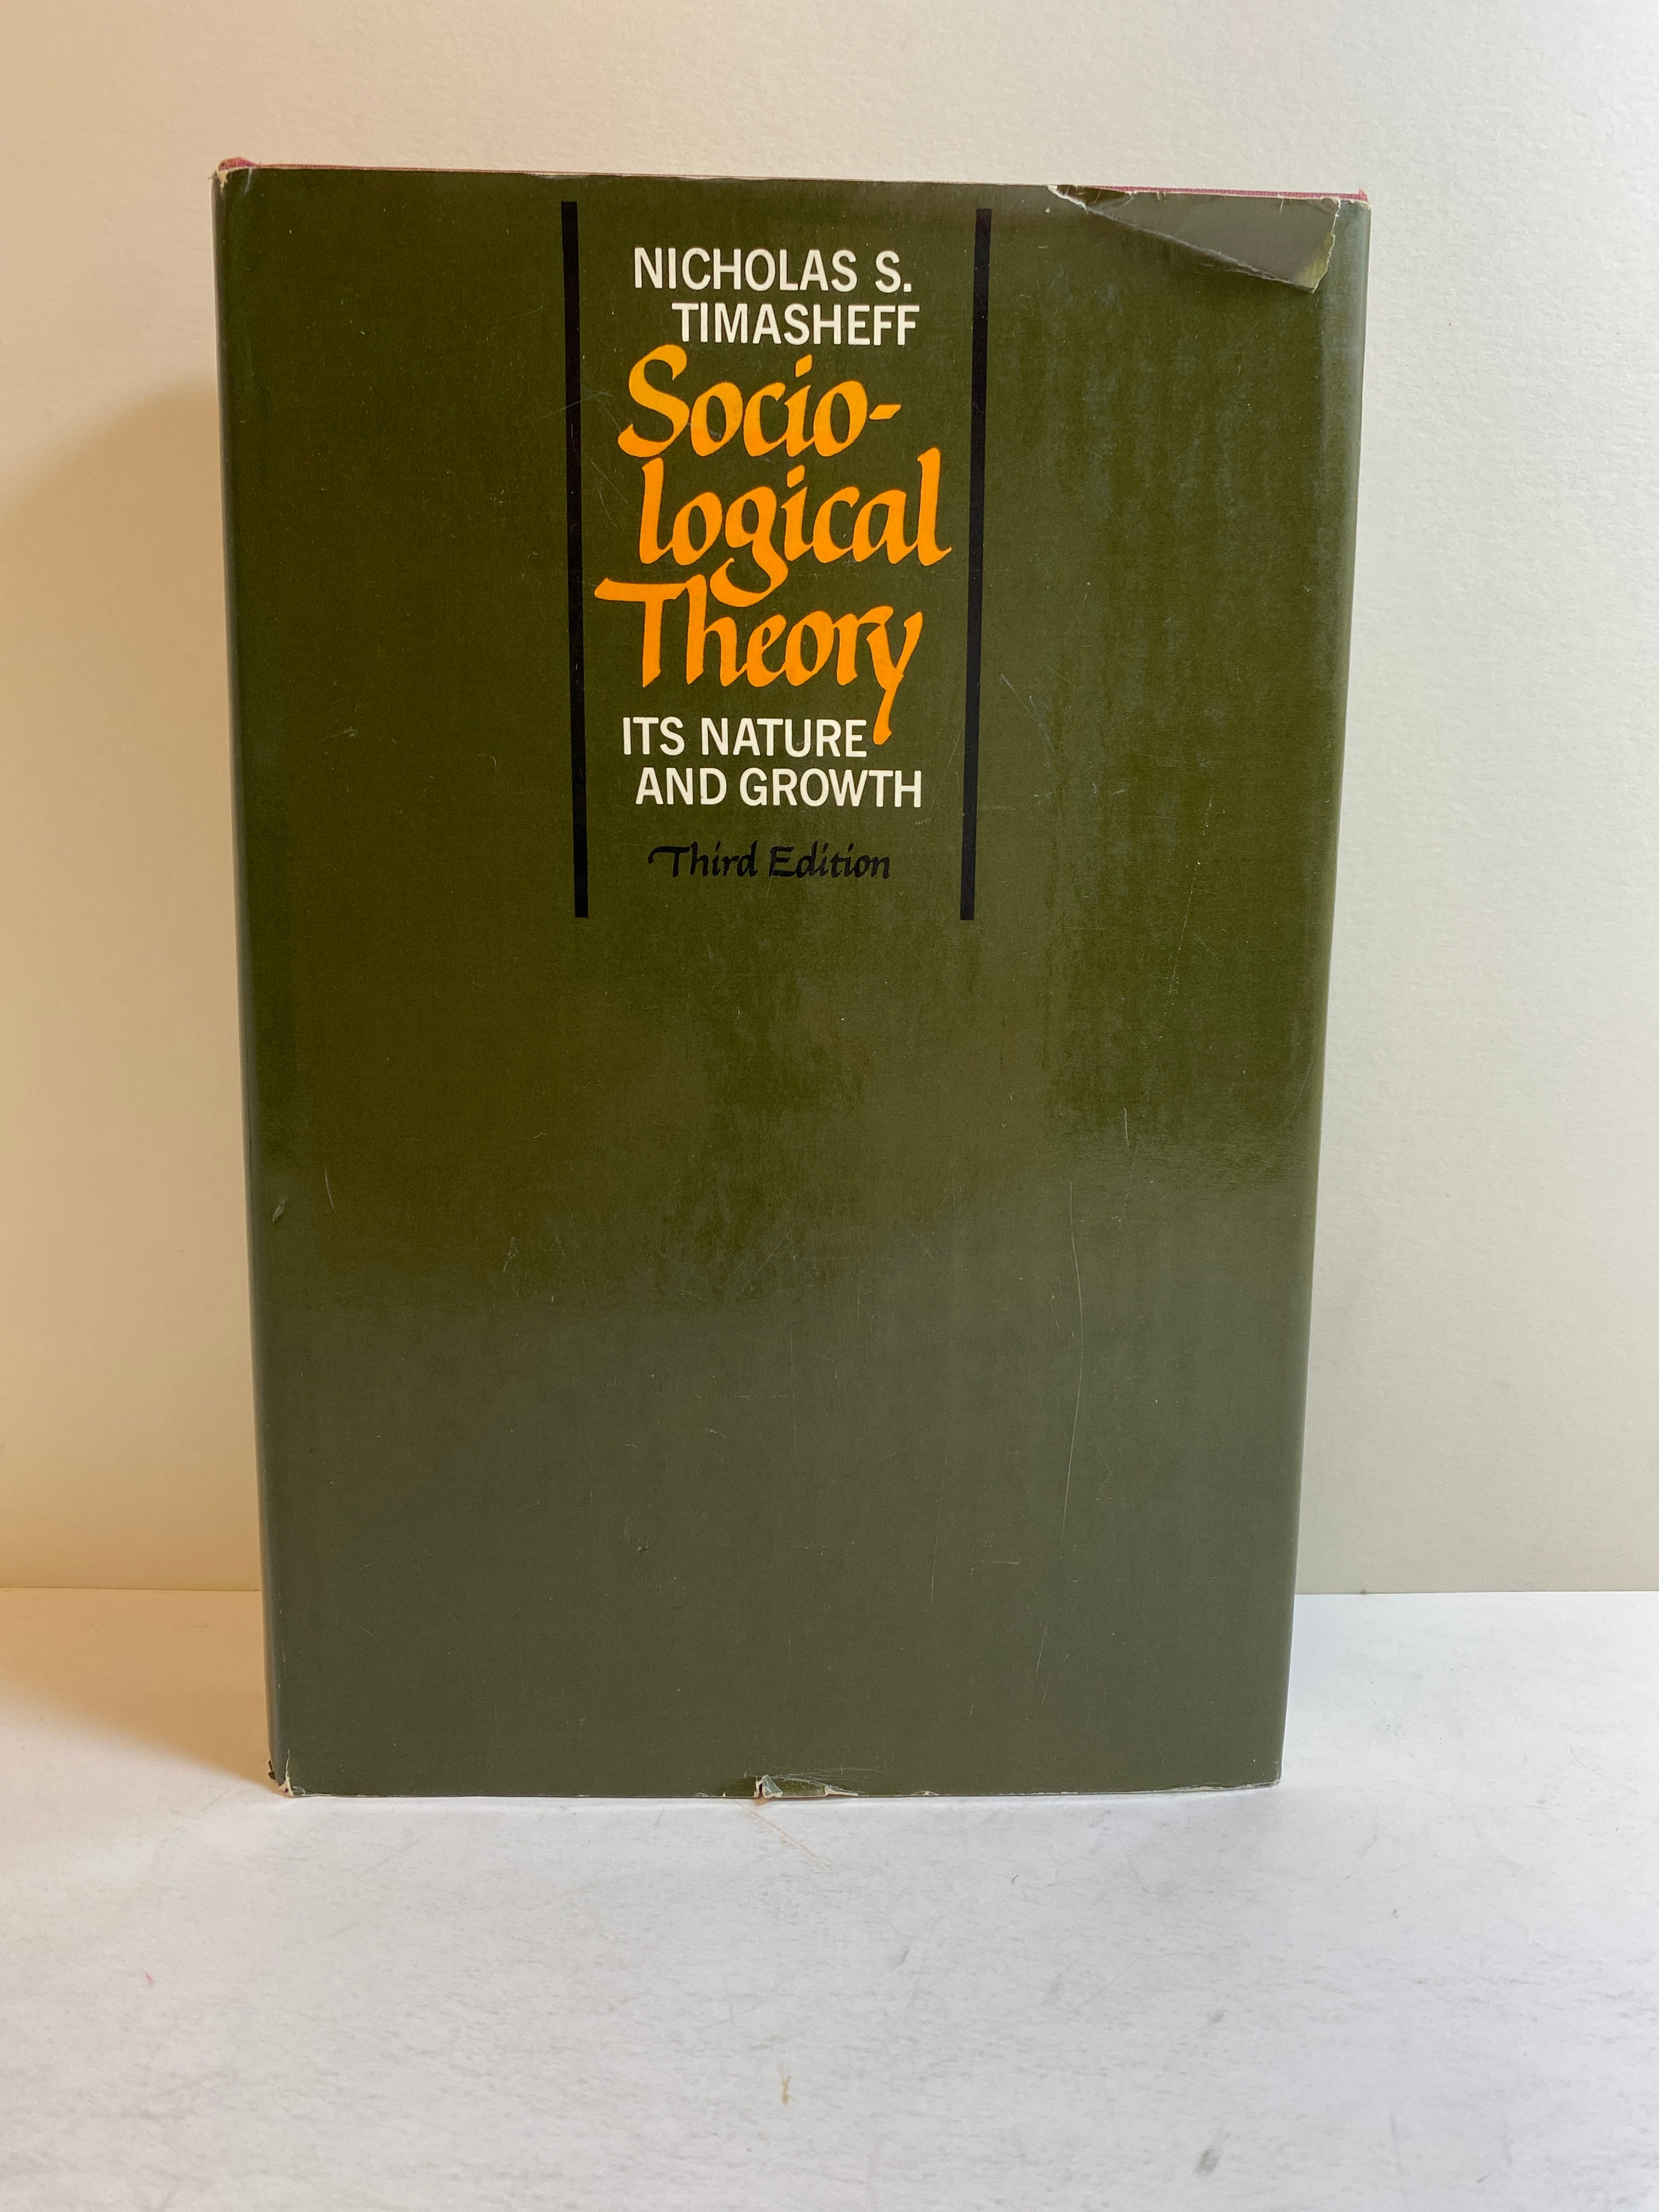 NICHOLAS S.
TIMASHEFF
Socio-
logical
Theory
ITS NATURE
AND GROWTH
Third Edition